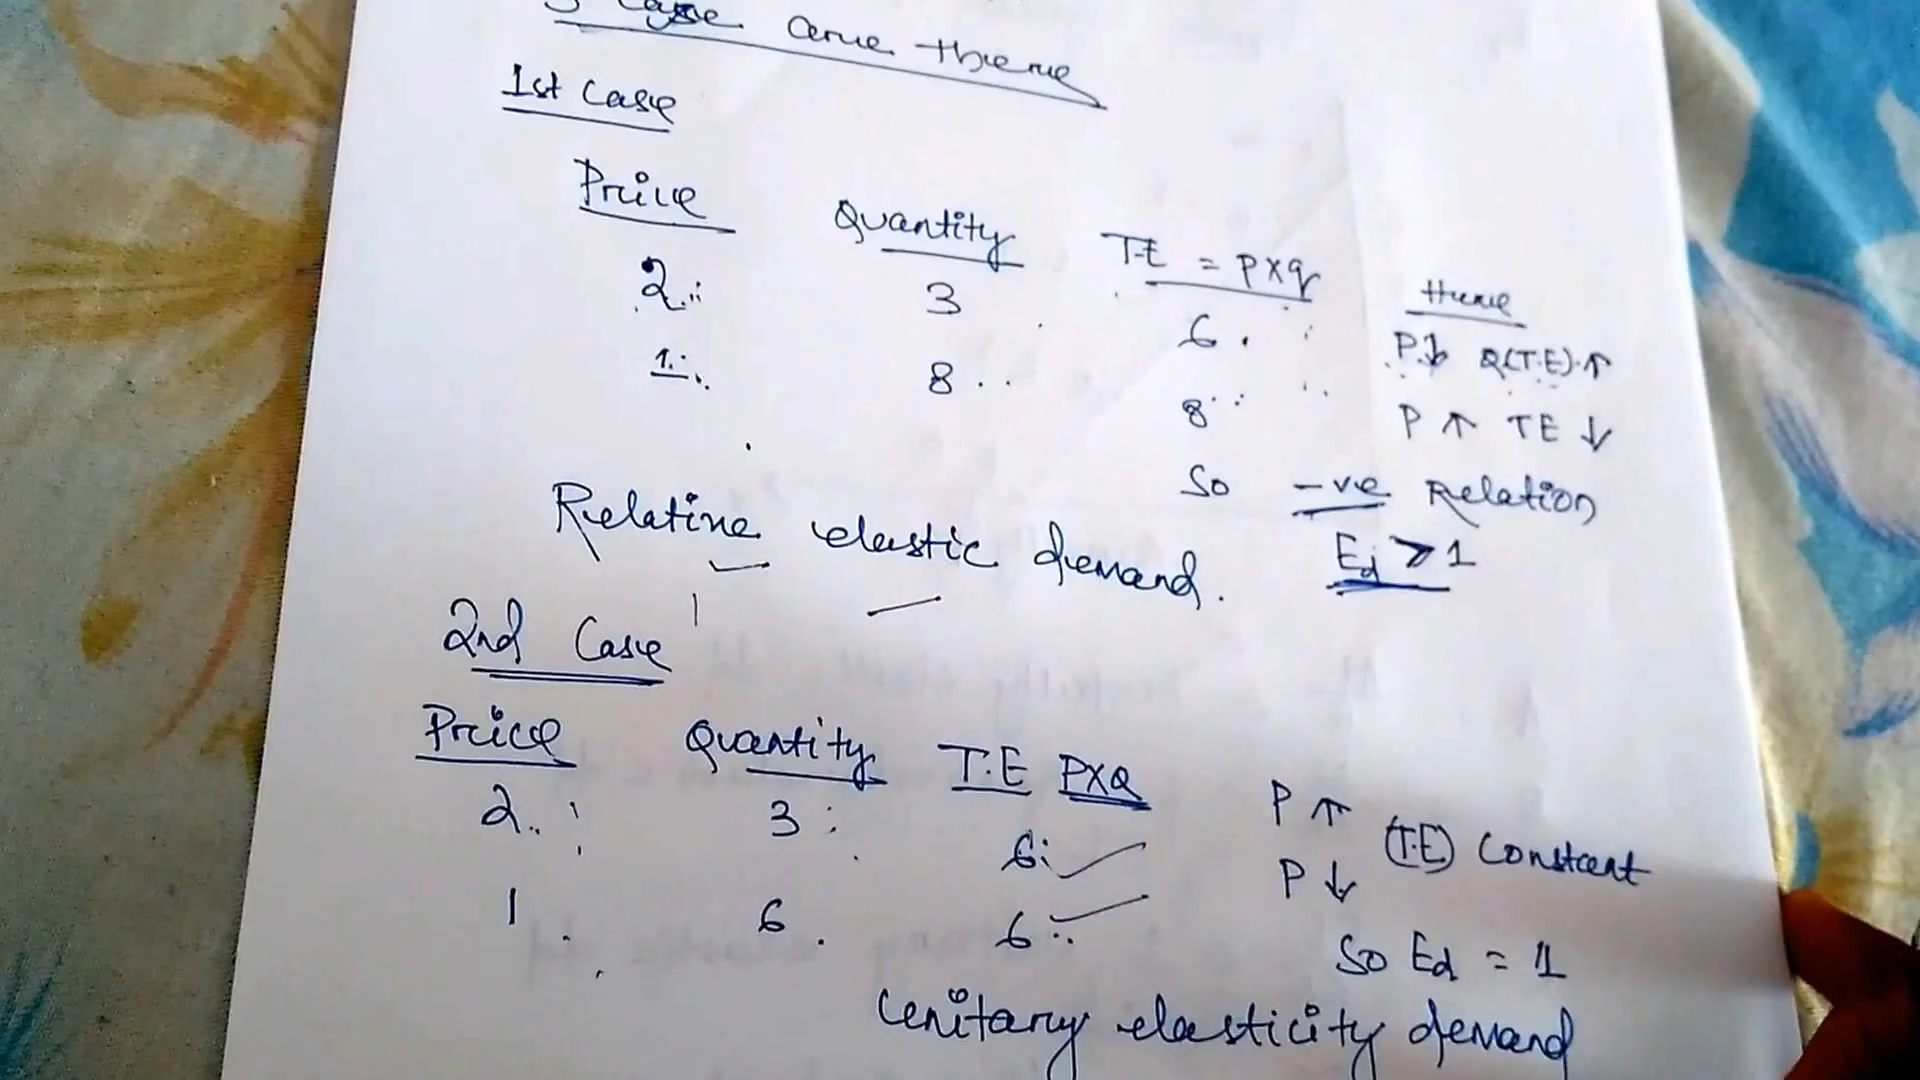 3 Case are there
1st Case
Price Quantity T.E = P X q
2 3 6
1 8 8
Here
P ↓ Q(T.E) ↑
P ↑ TE ↓
So -ve Relation
Ed > 1
Relative elastic demand.
2nd Case
Price Quantity T.E PXQ
2 3 6
1 6 6
P ↑
(T.E) Constant
P ↓
So Ed = 1
Unitary elasticity demand